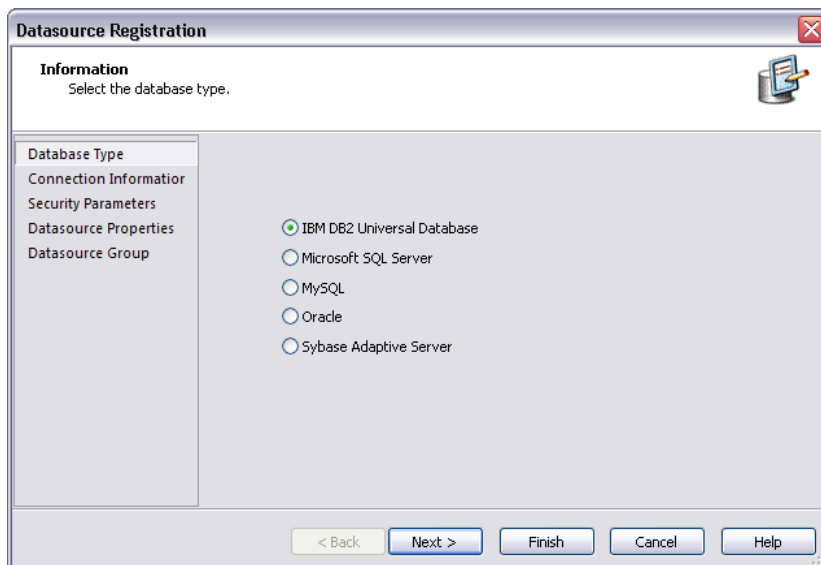 Datasource Registration
Information
Select the database type.
Database Type
Connection Informatior
Security Parameters
Datasource Properties
Datasource Group
IBM DB2 Universal Database
Microsoft SQL Server
MySQL
Oracle
Sybase Adaptive Server
< Back
Next >
Finish
Cancel
Help